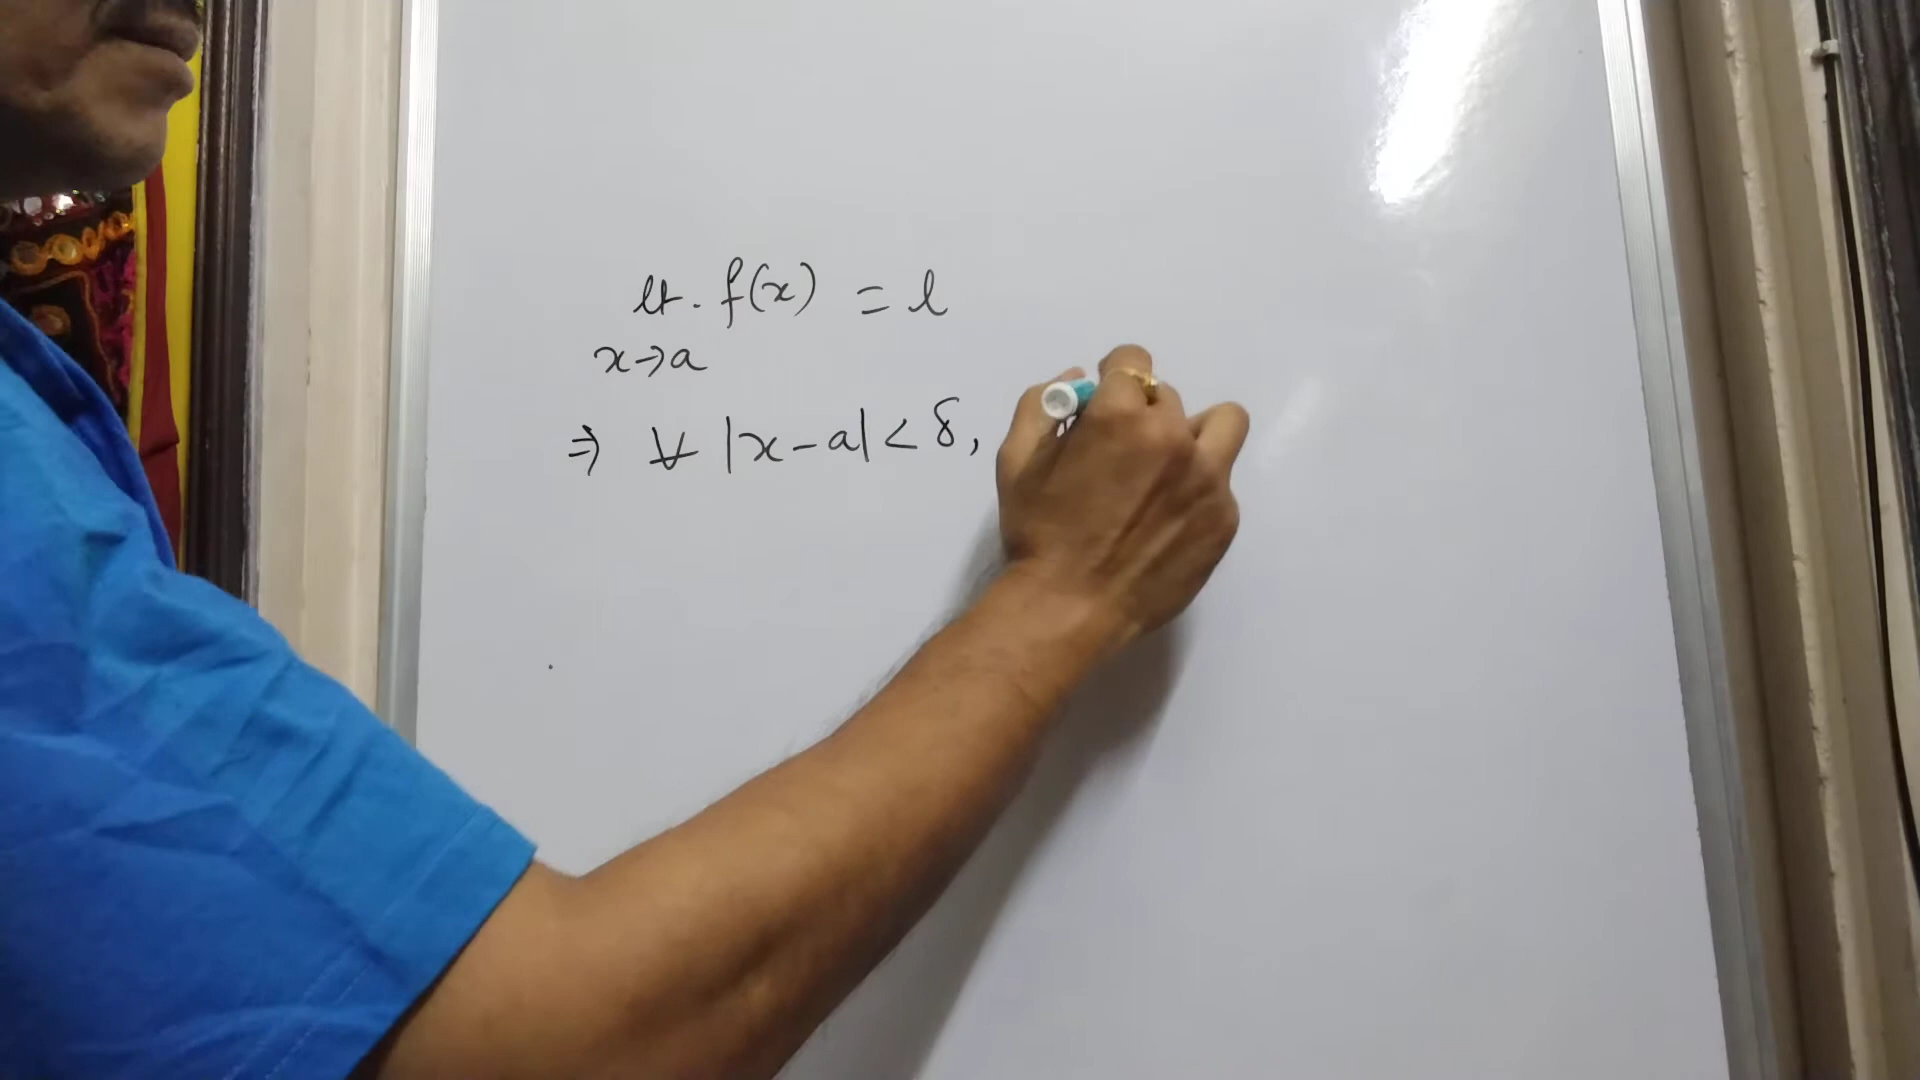 lt. f(x) = l
x→a
⇒ ∀ |x-a| < δ,